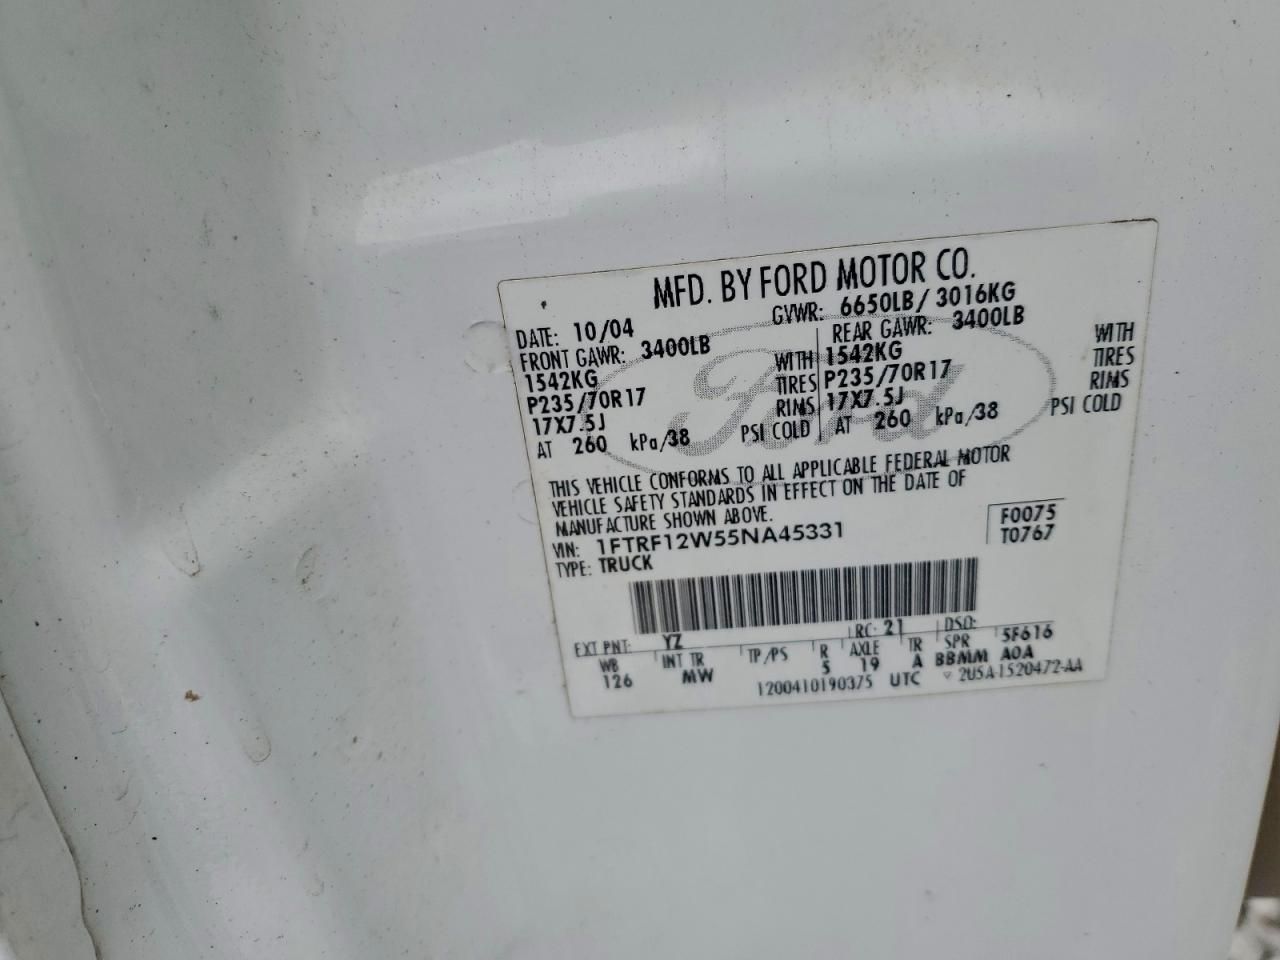 MFD. BY FORD MOTOR CO.
DATE: 10/04 GVWR: 6650LB/ 3016KG
FRONT GAWR: 3400LB REAR GAWR: 3400LB
1542KG WITH 1542KG WITH
P235/70R17 TIRES P235/70R17 TIRES
17X7.5J RIMS 17X7.5J RIMS
AT 260 kPa/38 PSI COLD AT 260 kPa/38 PSI COLD
Ford
THIS VEHICLE CONFORMS TO ALL APPLICABLE FEDERAL MOTOR
VEHICLE SAFETY STANDARDS IN EFFECT ON THE DATE OF
MANUFACTURE SHOWN ABOVE.
VIN: 1FTRF12W55NA45331 F0075
TYPE: TRUCK T0767
EXT PNT: YZ RC: 21 DSO:
WB INT TR TP/PS R AXLE TR SPR 5F616
126 MW 5 19 A BBMM A0A
1200410190375 UTC ▽ 2U5A-1520472-AA